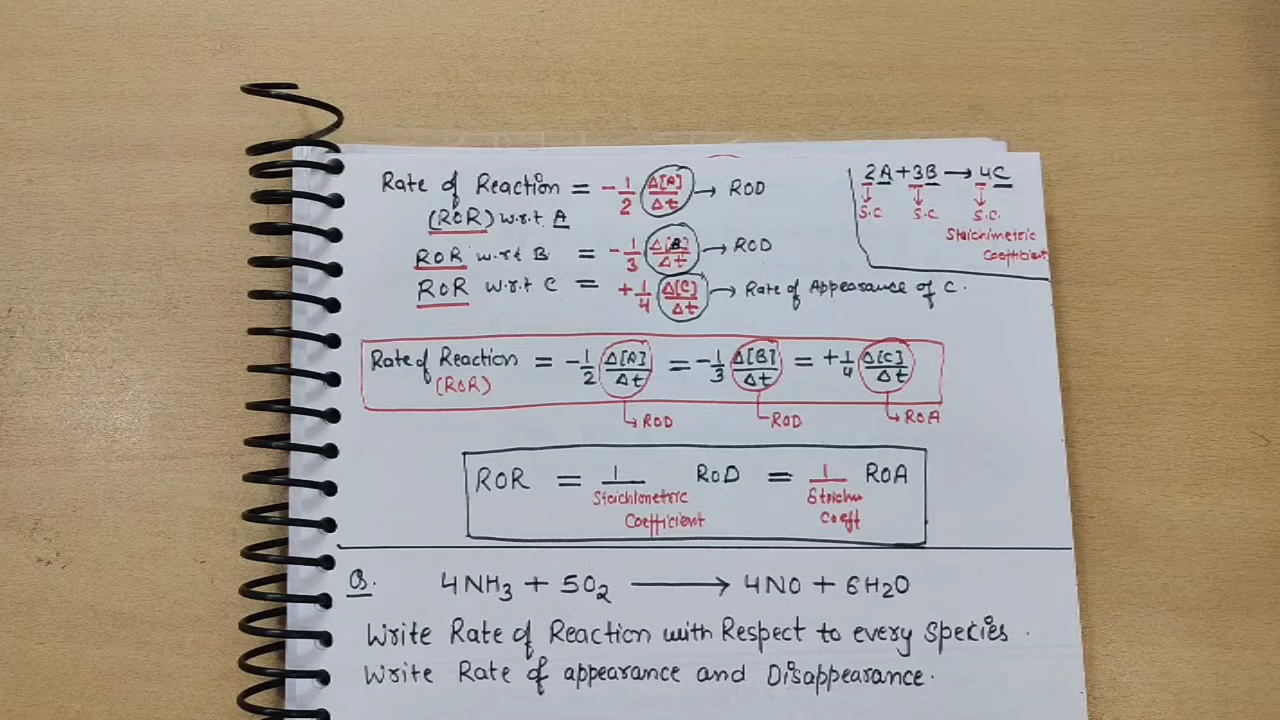 Rate of Reaction = -1/2 Δ[A]/Δt → ROD
(ROR) w.r.t. A
ROR w.r.t B = -1/3 Δ[B]/Δt → ROD
ROR w.r.t C = +1/4 Δ[C]/Δt → Rate of Appearance of C.
2A + 3B → 4C
S.C S.C S.C.
Stoichimetric
Coefficient
Rate of Reaction = -1/2 Δ[A]/Δt = -1/3 Δ[B]/Δt = +1/4 Δ[C]/Δt
(ROR)
ROD ROD ROA
ROR = 1/Stoichiometric Coefficient ROD = 1/Stoichio Coeff ROA
Q. 4NH₃ + 5O₂ → 4NO + 6H₂O
Write Rate of Reaction with Respect to every Species.
Write Rate of appearance and Disappearance.